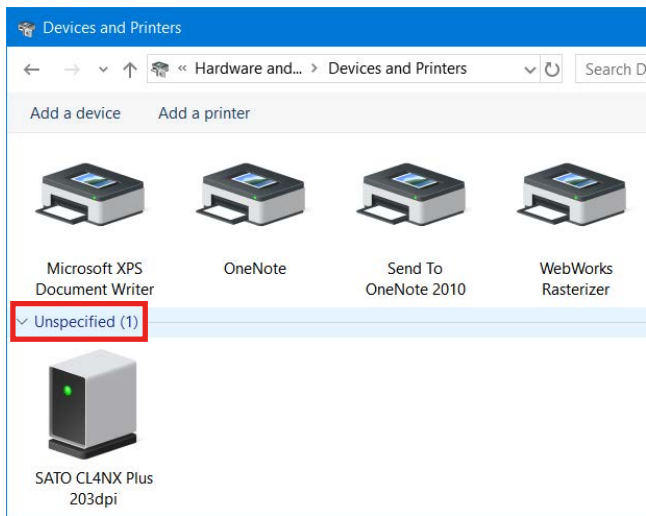 Devices and Printers
« Hardware and... > Devices and Printers
Search D
Add a device Add a printer
Microsoft XPS
Document Writer
OneNote
Send To
OneNote 2010
WebWorks
Rasterizer
Unspecified (1)
SATO CL4NX Plus
203dpi